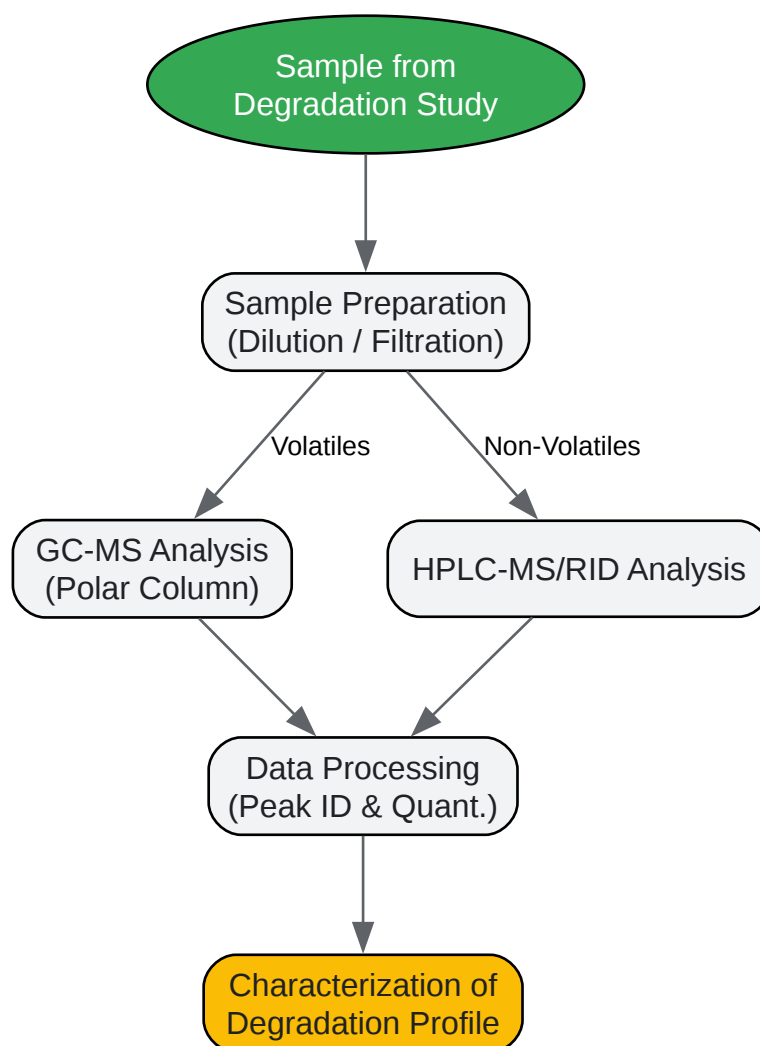 Sample from
Degradation Study
Sample Preparation
(Dilution / Filtration)
Volatiles
Non-Volatiles
GC-MS Analysis
(Polar Column)
HPLC-MS/RID Analysis
Data Processing
(Peak ID & Quant.)
Characterization of
Degradation Profile